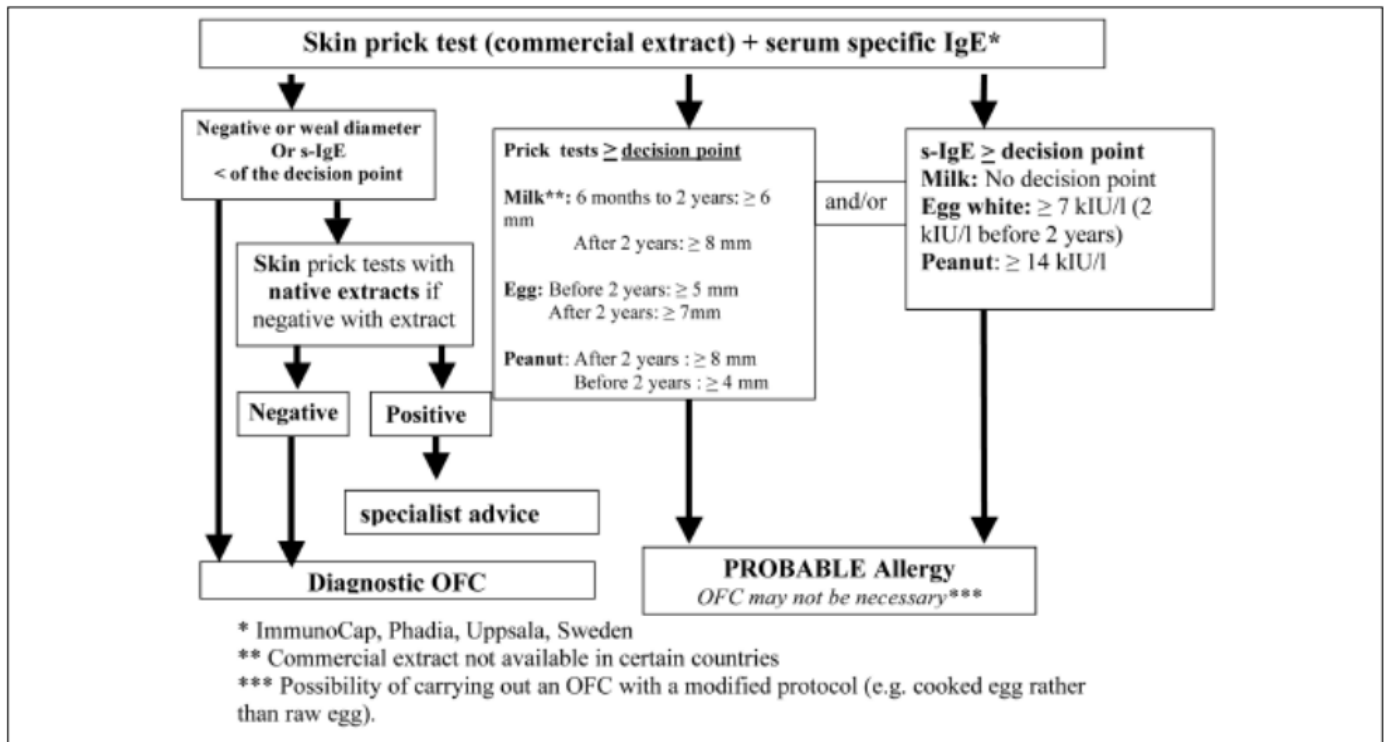 Skin prick test (commercial extract) + serum specific IgE*
Negative or weal diameter
Or s-IgE
< of the decision point
Skin prick tests with
native extracts if
negative with extract
Negative
Positive
specialist advice
Diagnostic OFC
Prick tests ≥ decision point
Milk**: 6 months to 2 years: ≥ 6
mm
After 2 years: ≥ 8 mm
Egg: Before 2 years: ≥ 5 mm
After 2 years: ≥ 7mm
Peanut: After 2 years : ≥ 8 mm
Before 2 years : ≥ 4 mm
and/or
s-IgE ≥ decision point
Milk: No decision point
Egg white: ≥ 7 kIU/l (2
kIU/l before 2 years)
Peanut: ≥ 14 kIU/l
PROBABLE Allergy
OFC may not be necessary***
* ImmunoCap, Phadia, Uppsala, Sweden
** Commercial extract not available in certain countries
*** Possibility of carrying out an OFC with a modified protocol (e.g. cooked egg rather
than raw egg).